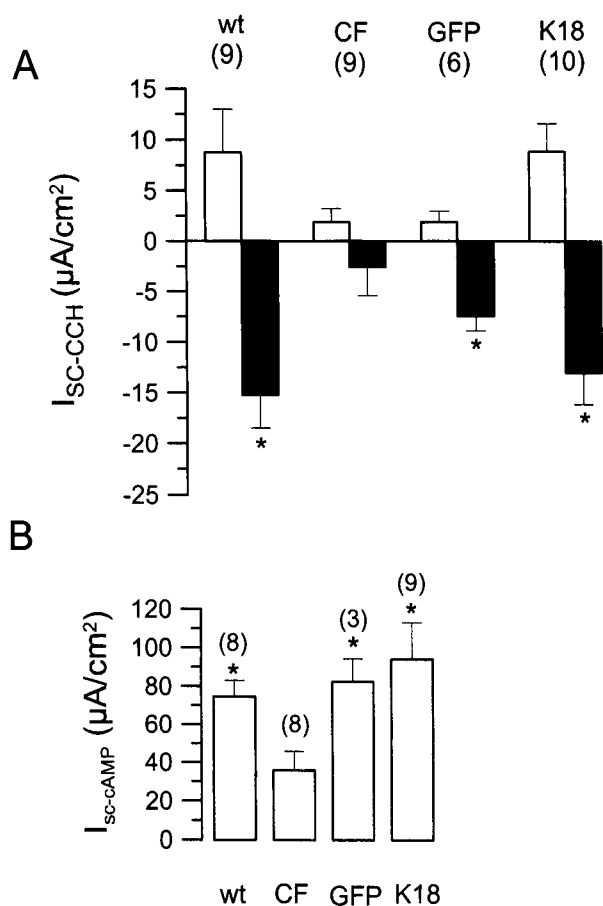 A
wt CF GFP K18
(9) (9) (6) (10)
15
10
5
0
-5
-10
-15
-20
-25
I_SC-CCH (µA/cm²)
* * *
B
120
100
80
60
40
20
0
I_sc-cAMP (µA/cm²)
(8) (8) (3) (9)
* * *
wt CF GFP K18